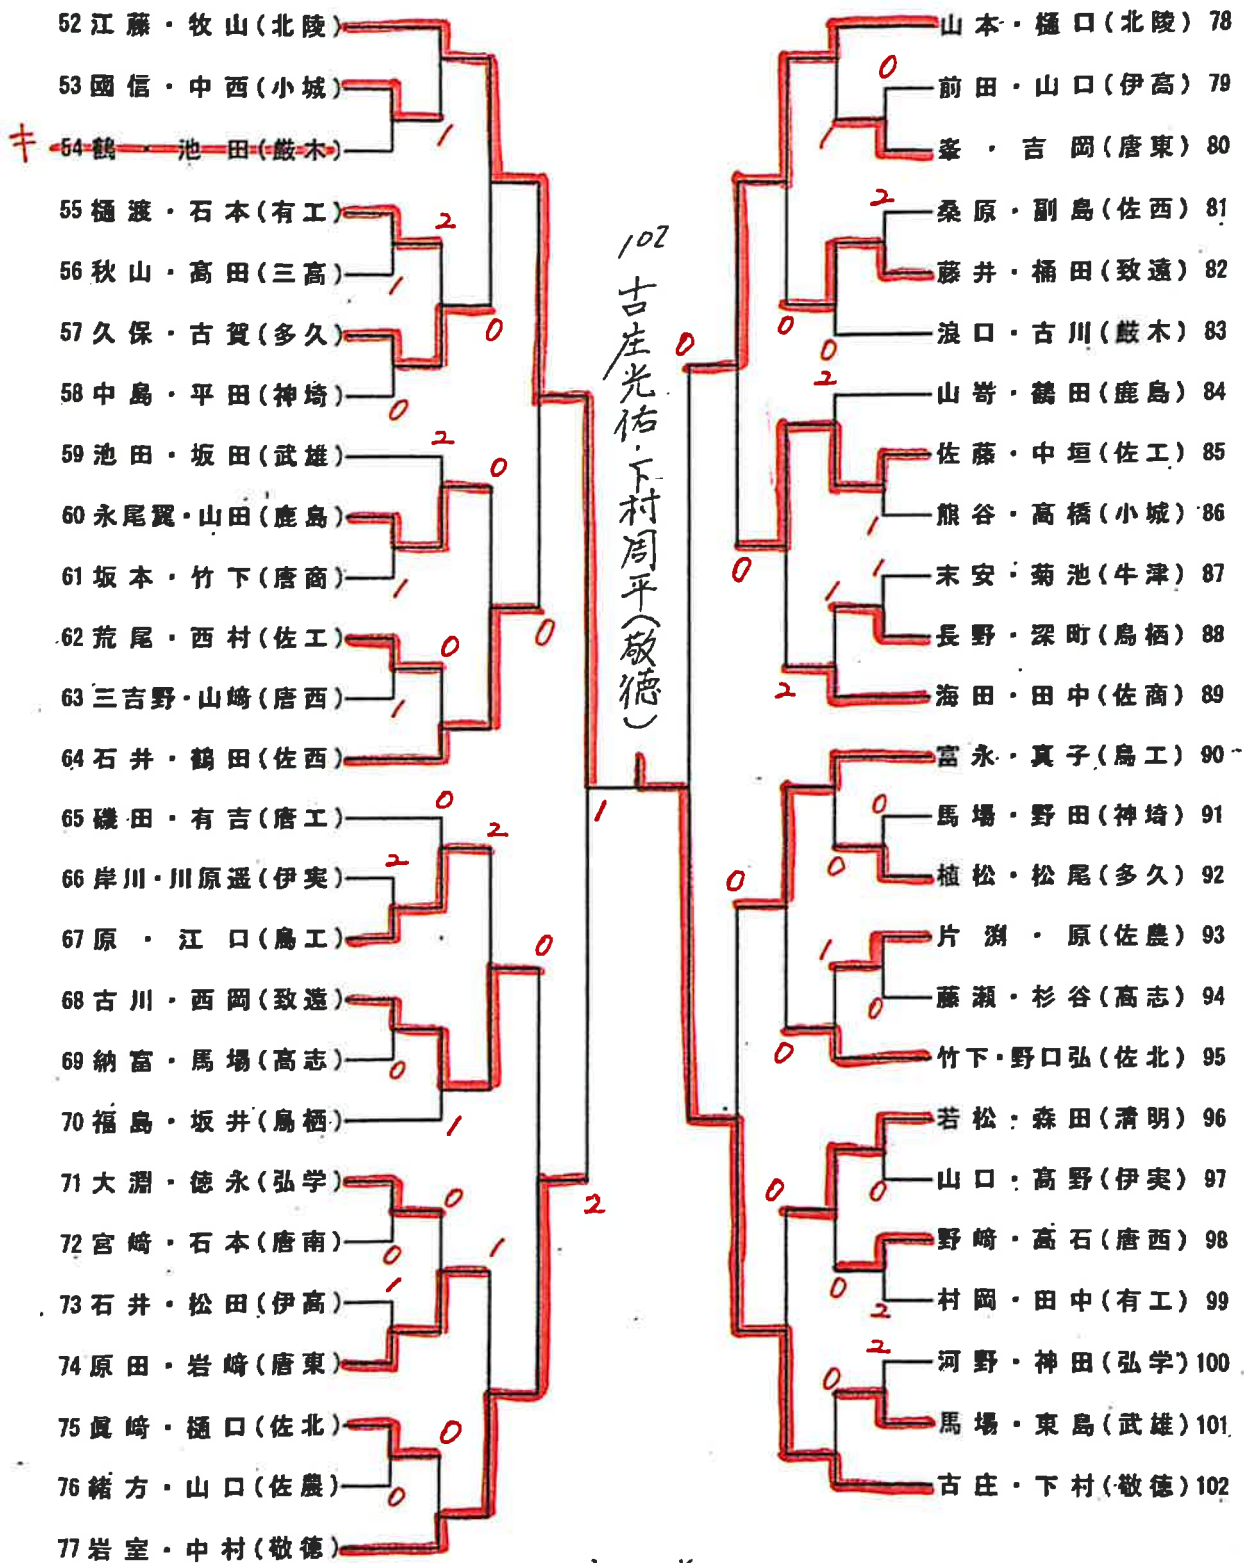 52 江藤・牧山(北陵)
53 國信・中西(小城)
キ 54 鶴・池田(厳木)
55 樋渡・石本(有工)
56 秋山・高田(三高)
57 久保・古賀(多久)
58 中島・平田(神埼)
59 池田・坂田(武雄)
60 永尾翼・山田(鹿島)
61 坂本・竹下(唐商)
62 荒尾・西村(佐工)
63 三吉野・山﨑(唐西)
64 石井・鶴田(佐西)
65 磯田・有吉(唐工)
66 岸川・川原遥(伊実)
67 原・江口(鳥工)
68 古川・西岡(致遠)
69 納富・馬場(高志)
70 福島・坂井(鳥栖)
71 大淵・徳永(弘学)
72 宮﨑・石本(唐南)
73 石井・松田(伊高)
74 原田・岩﨑(唐東)
75 眞﨑・樋口(佐北)
76 緒方・山口(佐農)
77 岩室・中村(敬徳)
1
2
1
0
0
2
0
1
0
0
1
0
2
2
0
0
1
0
0
1
1
2
0
0
1
102
古庄光佑・下村周平(敬徳)
山本・樋口(北陵) 78
前田・山口(伊高) 79
峯・吉岡(唐東) 80
桑原・副島(佐西) 81
藤井・桶田(致遠) 82
浪口・古川(厳木) 83
山嵜・鶴田(鹿島) 84
佐藤・中垣(佐工) 85
熊谷・高橋(小城) 86
末安・菊池(牛津) 87
長野・深町(鳥栖) 88
海田・田中(佐商) 89
富永・真子(鳥工) 90
馬場・野田(神埼) 91
植松・松尾(多久) 92
片渕・原(佐農) 93
藤瀬・杉谷(高志) 94
竹下・野口弘(佐北) 95
若松・森田(清明) 96
山口・高野(伊実) 97
野﨑・高石(唐西) 98
村岡・田中(有工) 99
河野・神田(弘学) 100
馬場・東島(武雄) 101
古庄・下村(敬徳) 102
0
1
2
0
0
0
2
1
0
1
1
2
0
0
0
1
0
0
0
0
0
2
2
0